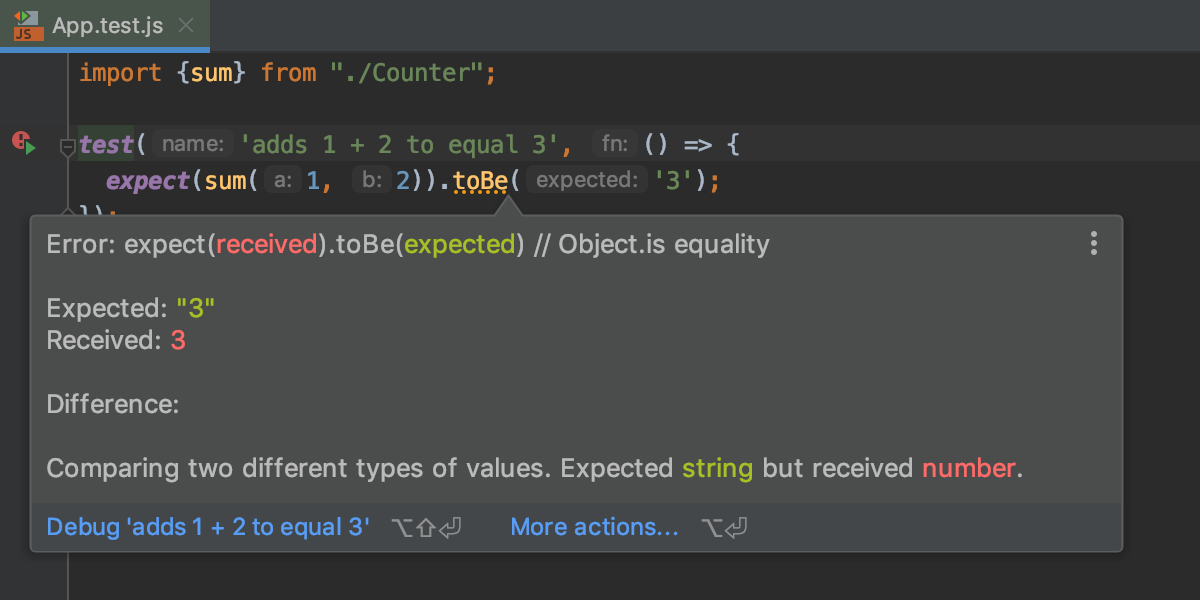 JS App.test.js
import {sum} from "./Counter";
test( name: 'adds 1 + 2 to equal 3', fn: () => {
expect(sum( a: 1, b: 2)).toBe( expected: '3');
});
Error: expect(received).toBe(expected) // Object.is equality
Expected: "3"
Received: 3
Difference:
Comparing two different types of values. Expected string but received number.
Debug 'adds 1 + 2 to equal 3' ⌥⇧⏎ More actions... ⌥⏎